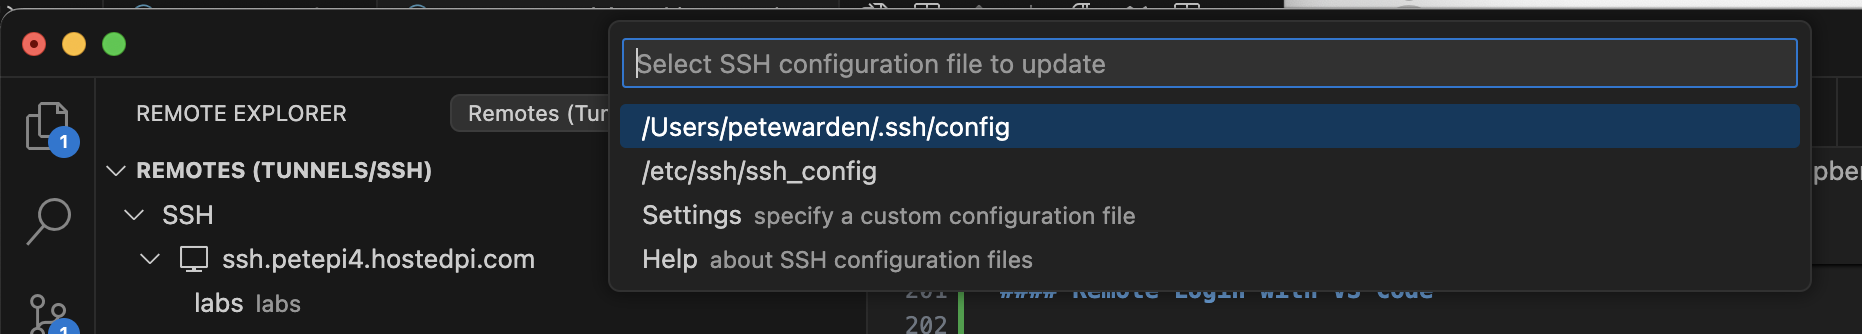 Select SSH configuration file to update
REMOTE EXPLORER
Remotes (Tur
/Users/petewarden/.ssh/config
1
REMOTES (TUNNELS/SSH)
/etc/ssh/ssh_config
SSH
Settings specify a custom configuration file
ssh.petepi4.hostedpi.com
Help about SSH configuration files
labs labs
201 #### Remote Login with VS Code
202
1